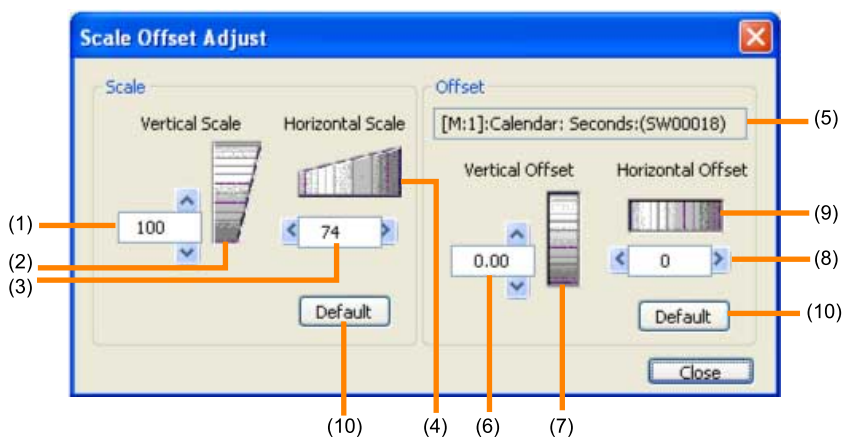 Scale Offset Adjust
Scale
Offset
Vertical Scale
Horizontal Scale
[M:1]:Calendar: Seconds:(SW00018)
(5)
Vertical Offset
Horizontal Offset
(1)
100
74
(9)
(2)
(3)
0.00
0
(8)
Default
Default
(10)
Close
(10)
(4)
(6)
(7)